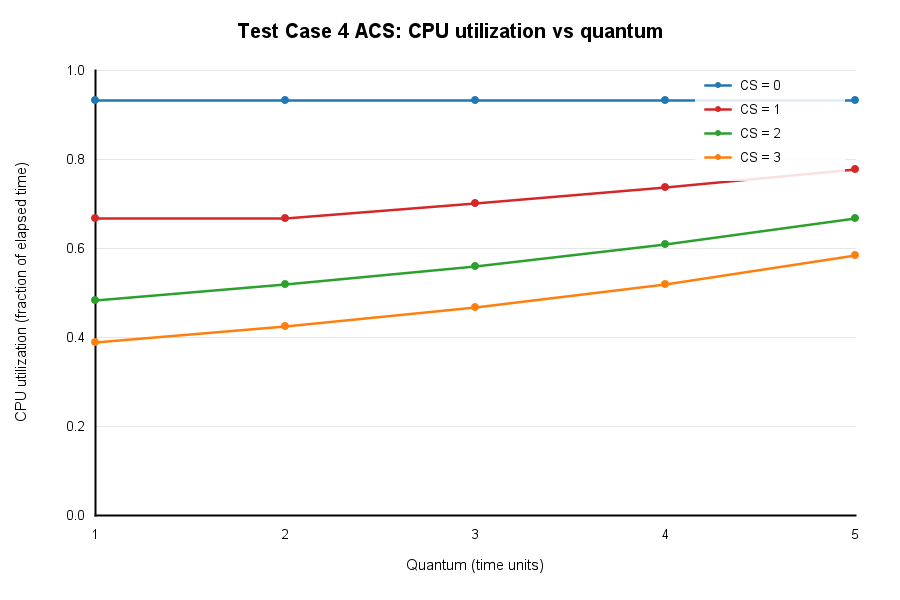 Test Case 4 ACS: CPU utilization vs quantum
CPU utilization (fraction of elapsed time)
1.0
0.8
0.6
0.4
0.2
0.0
CS = 0
CS = 1
CS = 2
CS = 3
1 2 3 4 5
Quantum (time units)